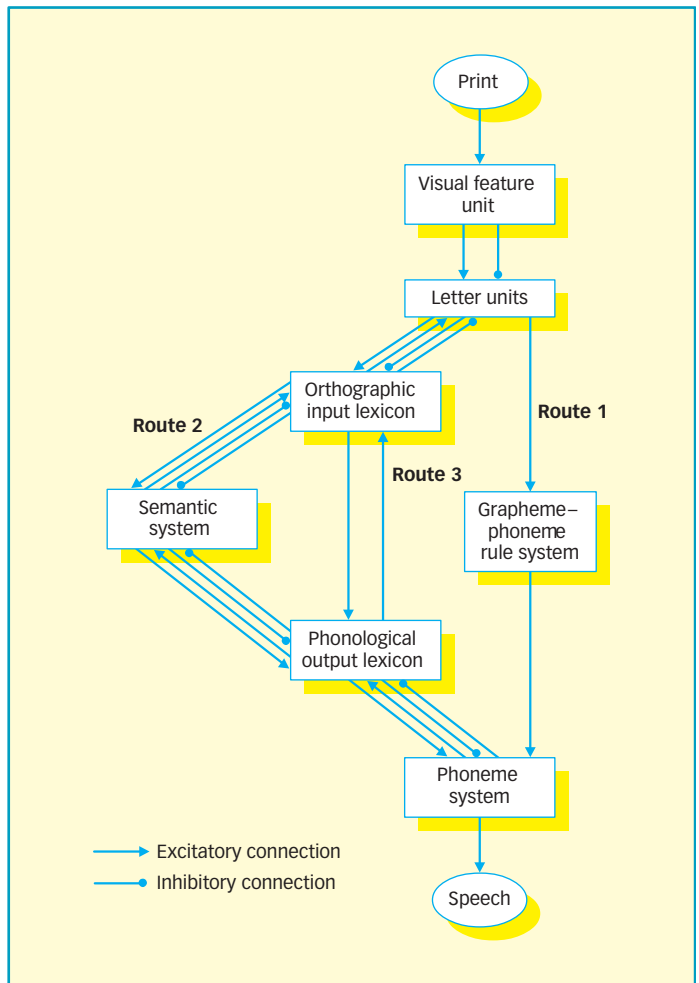 Print
Visual feature
unit
Letter units
Orthographic
input lexicon
Route 2
Route 1
Route 3
Semantic
system
Grapheme–
phoneme
rule system
Phonological
output lexicon
Phoneme
system
Excitatory connection
Inhibitory connection
Speech